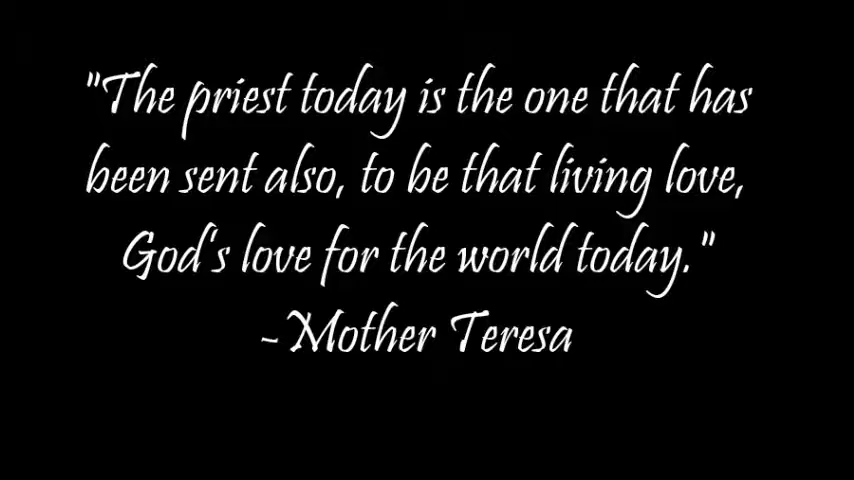 "The priest today is the one that has
been sent also, to be that living love,
God's love for the world today."
~Mother Teresa